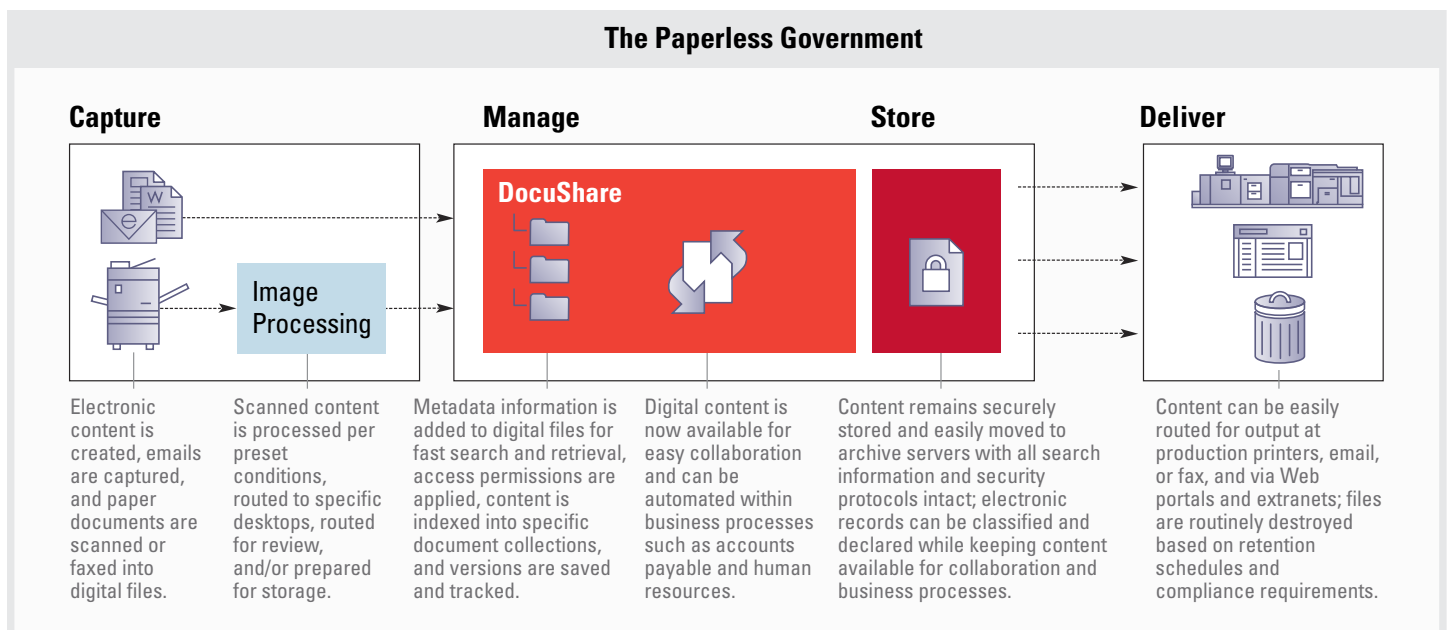 The Paperless Government
Capture
Manage
Store
Deliver
DocuShare
W
e
Image
Processing
Electronic
content is
created, emails
are captured,
and paper
documents are
scanned or
faxed into
digital files.
Scanned content
is processed per
preset
conditions,
routed to specific
desktops, routed
for review,
and/or prepared
for storage.
Metadata information is
added to digital files for
fast search and retrieval,
access permissions are
applied, content is
indexed into specific
document collections,
and versions are saved
and tracked.
Digital content is
now available for
easy collaboration
and can be
automated within
business processes
such as accounts
payable and human
resources.
Content remains securely
stored and easily moved to
archive servers with all search
information and security
protocols intact; electronic
records can be classified and
declared while keeping content
available for collaboration and
business processes.
Content can be easily
routed for output at
production printers, email,
or fax, and via Web
portals and extranets; files
are routinely destroyed
based on retention
schedules and
compliance requirements.